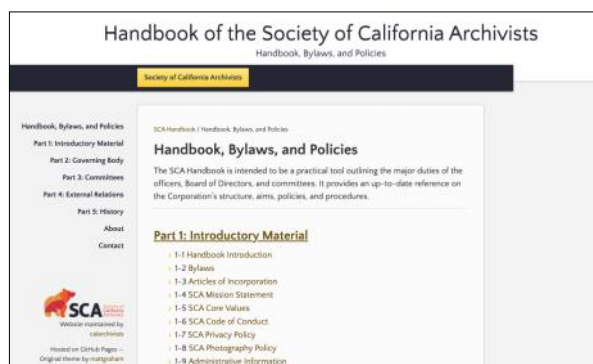 Handbook of the Society of California Archivists
Handbook, Bylaws, and Policies
Society of California Archivists
Handbook, Bylaws, and Policies
Part 1: Introductory Material
Part 2: Governing Body
Part 3: Committees
Part 4: External Relations
Part 5: History
About
Contact
SCA
Website maintained by
calarchivists
Hosted on GitHub Pages —
Original theme by mattgraham
SCA Handbook / Handbook, Bylaws, and Policies
Handbook, Bylaws, and Policies
The SCA Handbook is intended to be a practical tool outlining the major duties of the
officers, Board of Directors, and committees. It provides an up-to-date reference on
the Corporation's structure, aims, policies, and procedures.
Part 1: Introductory Material
1-1 Handbook Introduction
1-2 Bylaws
1-3 Articles of Incorporation
1-4 SCA Mission Statement
1-5 SCA Core Values
1-6 SCA Code of Conduct
1-7 SCA Privacy Policy
1-8 SCA Photography Policy
1-9 Administrative Information